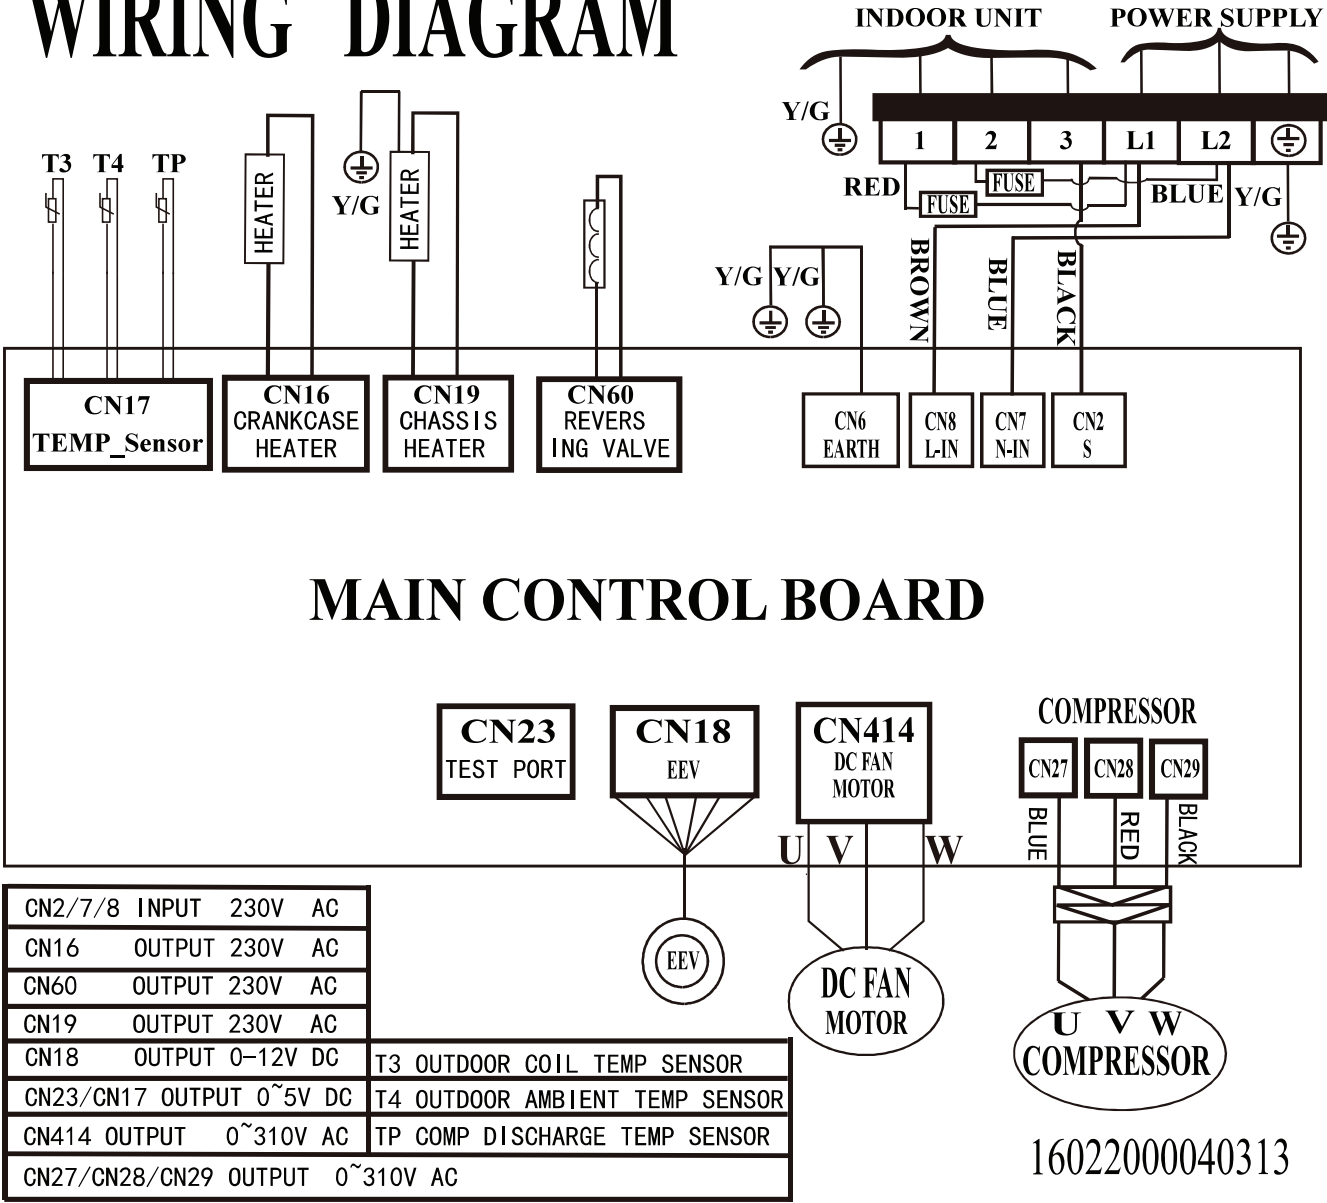 WIRING DIAGRAM
INDOOR UNIT POWER SUPPLY
Y/G
1 2 3 L1 L2
RED FUSE BLUE Y/G
FUSE
T3 T4 TP
HEATER
Y/G
HEATER
Y/G Y/G
BROWN
BLUE
BLACK
CN17
TEMP_Sensor
CN16
CRANKCASE
HEATER
CN19
CHASSIS
HEATER
CN60
REVERS
ING VALVE
CN6
EARTH
CN8
L-IN
CN7
N-IN
CN2
S
MAIN CONTROL BOARD
CN23
TEST PORT
CN18
EEV
CN414
DC FAN
MOTOR
COMPRESSOR
CN27 CN28 CN29
BLUE
RED
BLACK
U V W
EEV
DC FAN
MOTOR
U V W
COMPRESSOR
CN2/7/8 INPUT 230V AC
CN16 OUTPUT 230V AC
CN60 OUTPUT 230V AC
CN19 OUTPUT 230V AC
CN18 OUTPUT 0-12V DC
T3 OUTDOOR COIL TEMP SENSOR
CN23/CN17 OUTPUT 0~5V DC
T4 OUTDOOR AMBIENT TEMP SENSOR
CN414 OUTPUT 0~310V AC
TP COMP DISCHARGE TEMP SENSOR
CN27/CN28/CN29 OUTPUT 0~310V AC
16022000040313